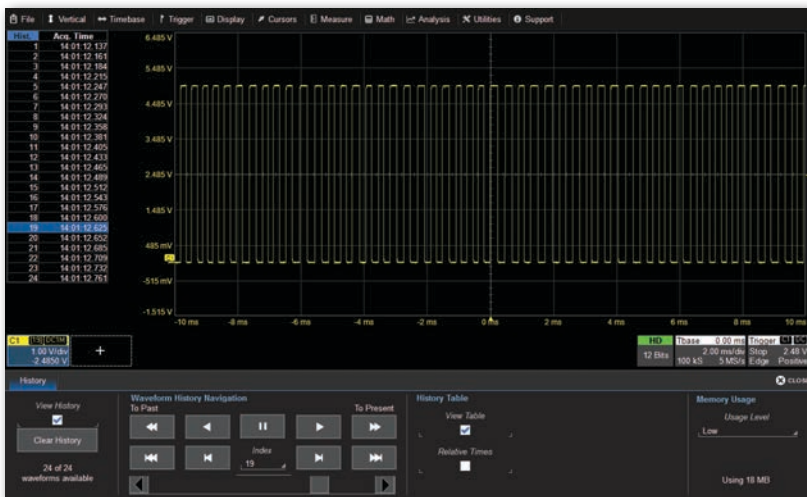 File Vertical Timebase Trigger Display Cursors Measure Math Analysis Utilities Support
Hist. Acq. Time
1 14:01:12.137
2 14:01:12.161
3 14:01:12.184
4 14:01:12.215
5 14:01:12.247
6 14:01:12.270
7 14:01:12.293
8 14:01:12.324
9 14:01:12.358
10 14:01:12.381
11 14:01:12.405
12 14:01:12.433
13 14:01:12.465
14 14:01:12.489
15 14:01:12.512
16 14:01:12.543
17 14:01:12.576
18 14:01:12.600
19 14:01:12.625
20 14:01:12.652
21 14:01:12.685
22 14:01:12.709
23 14:01:12.732
24 14:01:12.761
6.485 V
5.485 V
4.485 V
3.485 V
2.485 V
1.485 V
485 mV
C1
-515 mV
-1.515 V
-10 ms -8 ms -6 ms -4 ms -2 ms 0 ms 2 ms 4 ms 6 ms 8 ms 10 ms
C1 [19] DC1M
1.00 V/div
-2.4850 V
+
HD
12 Bits
Tbase 0.00 ms
2.00 ms/div
100 kS 5 MS/s
Trigger C1 DC
Stop 2.48 V
Edge Positive
History
CLOSE
View History
Clear History
24 of 24
waveforms available
Waveform History Navigation
To Past To Present
Index
19
History Table
View Table
Relative Times
Memory Usage
Usage Level
Low
Using 18 MB